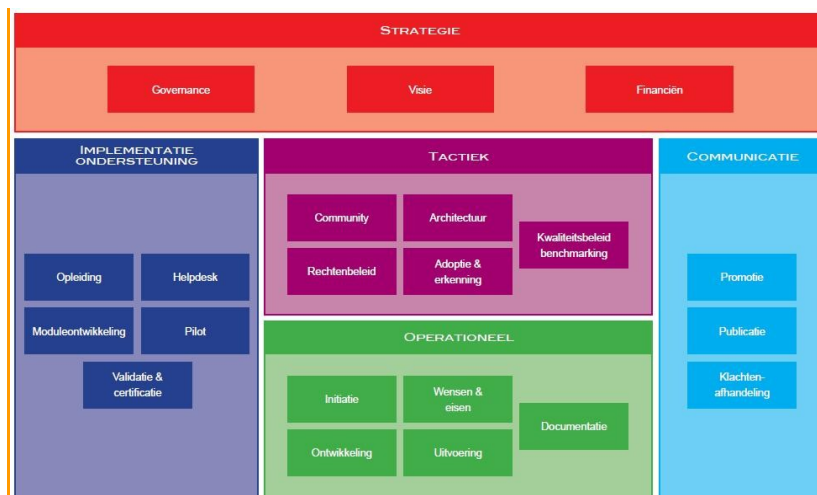 STRATEGIE
Governance
Visie
Financiën
IMPLEMENTATIE
ONDERSTEUNING
Opleiding
Helpdesk
Moduleontwikkeling
Pilot
Validatie &
certificatie
TACTIEK
Community
Architectuur
Kwaliteitsbeleid
benchmarking
Rechtenbeleid
Adoptie &
erkenning
OPERATIONEEL
Initiatie
Wensen &
eisen
Documentatie
Ontwikkeling
Uitvoering
COMMUNICATIE
Promotie
Publicatie
Klachten-
afhandeling